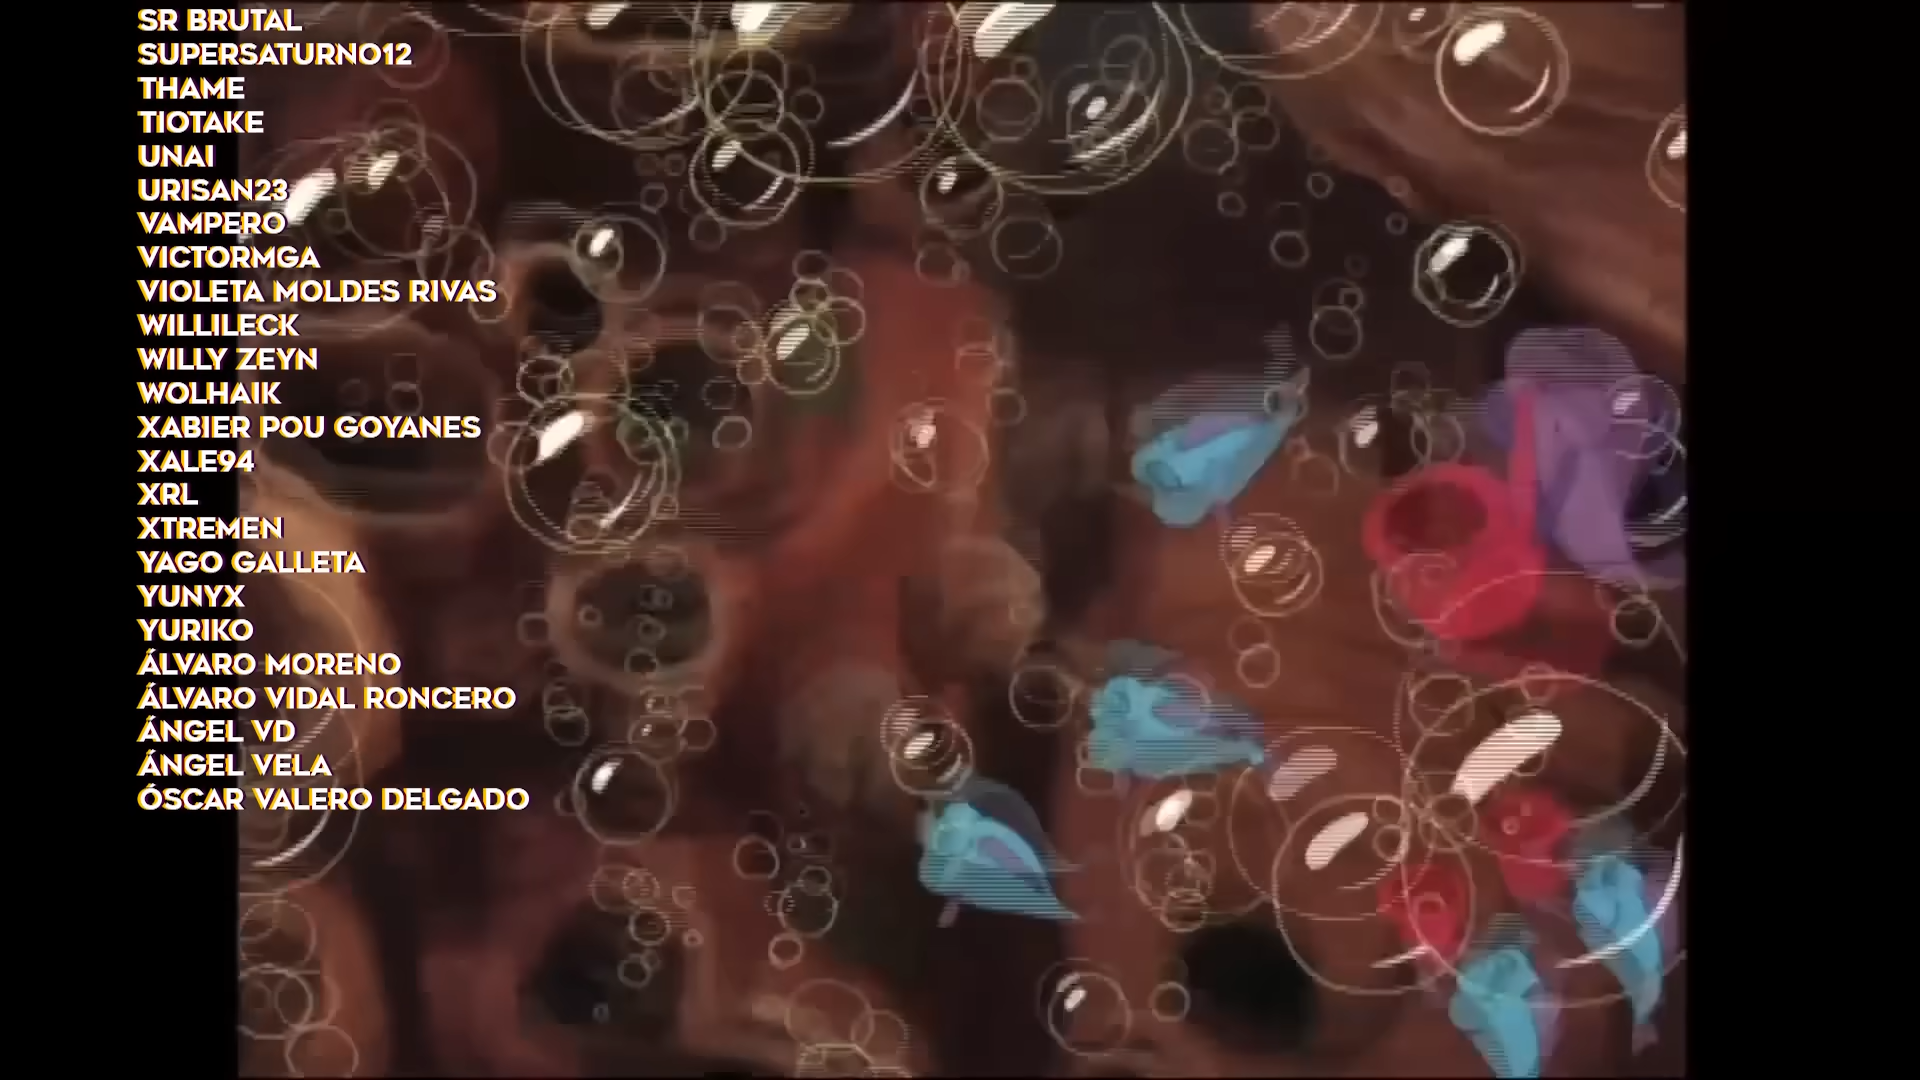 SR BRUTAL
SUPERSATURNO12
THAME
TIOTAKE
UNAI
URISAN23
VAMPERO
VICTORMGA
VIOLETA MOLDES RIVAS
WILLILECK
WILLY ZEYN
WOLHAIK
XABIER POU GOYANES
XALE94
XRL
XTREMEN
YAGO GALLETA
YUNYX
YURIKO
ÁLVARO MORENO
ÁLVARO VIDAL RONCERO
ÁNGEL VD
ÁNGEL VELA
ÓSCAR VALERO DELGADO